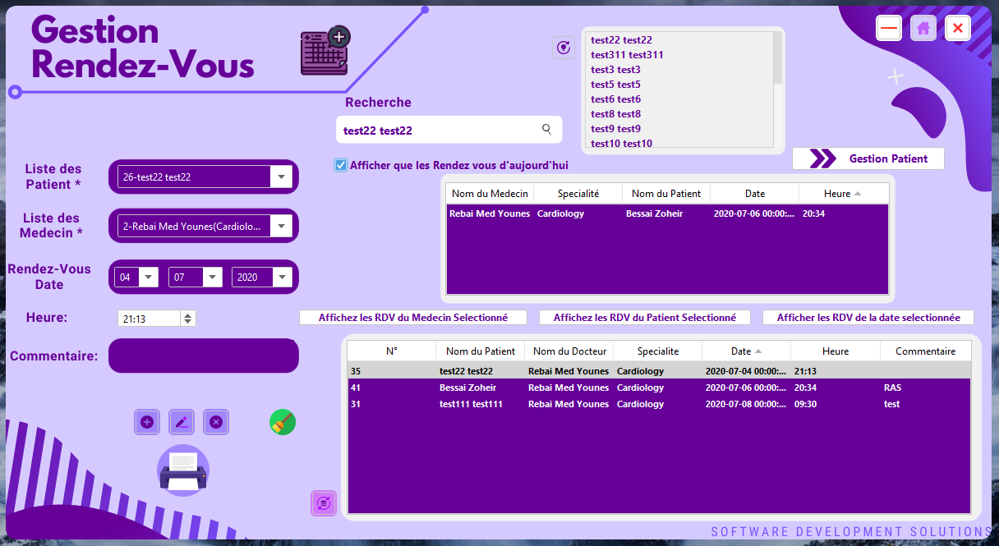 Gestion
Rendez-Vous
test22 test22
test311 test311
test3 test3
test5 test5
test6 test6
test8 test8
test9 test9
test10 test10
Recherche
test22 test22
Gestion Patient
Afficher que les Rendez vous d'aujourd'hui
Liste des
Patient *
26-test22 test22
Liste des
Medecin *
2-Rebai Med Younes(Cardiolo...
Rendez-Vous
Date
04 07 2020
Heure:
21:13
Commentaire:
Nom du Medecin Specialité Nom du Patient Date Heure
Rebai Med Younes Cardiology Bessai Zoheir 2020-07-06 00:00:... 20:34
Affichez les RDV du Medecin Selectionné Affichez les RDV du Patient Selectionné Afficher les RDV de la date selectionnée
N° Nom du Patient Nom du Docteur Specialite Date Heure Commentaire
35 test22 test22 Rebai Med Younes Cardiology 2020-07-04 00:00:... 21:13
41 Bessai Zoheir Rebai Med Younes Cardiology 2020-07-06 00:00:... 20:34 RAS
31 test111 test111 Rebai Med Younes Cardiology 2020-07-08 00:00:... 09:30 test
SOFTWARE DEVELOPMENT SOLUTIONS